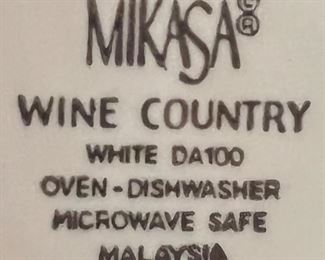 MIKASA®
WINE COUNTRY
WHITE DA100
OVEN-DISHWASHER
MICROWAVE SAFE
MALAYSIA